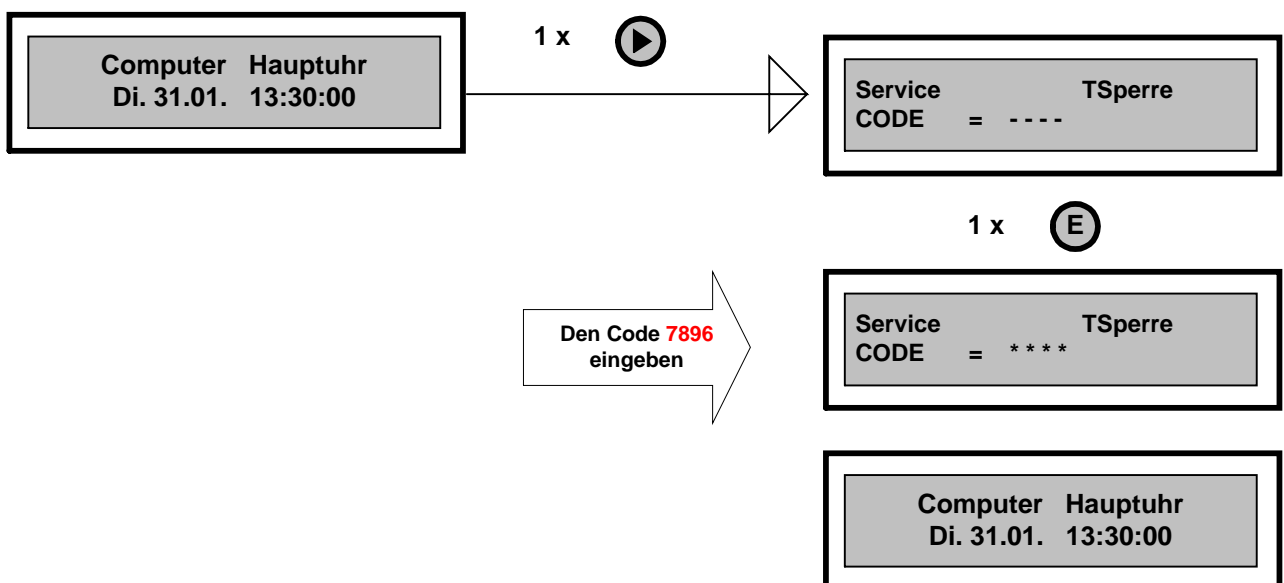 Computer Hauptuhr
Di. 31.01. 13:30:00
1 x
Service TSperre
CODE = - - - -
1 x E
Den Code 7896
eingeben
Service TSperre
CODE = * * * *
Computer Hauptuhr
Di. 31.01. 13:30:00